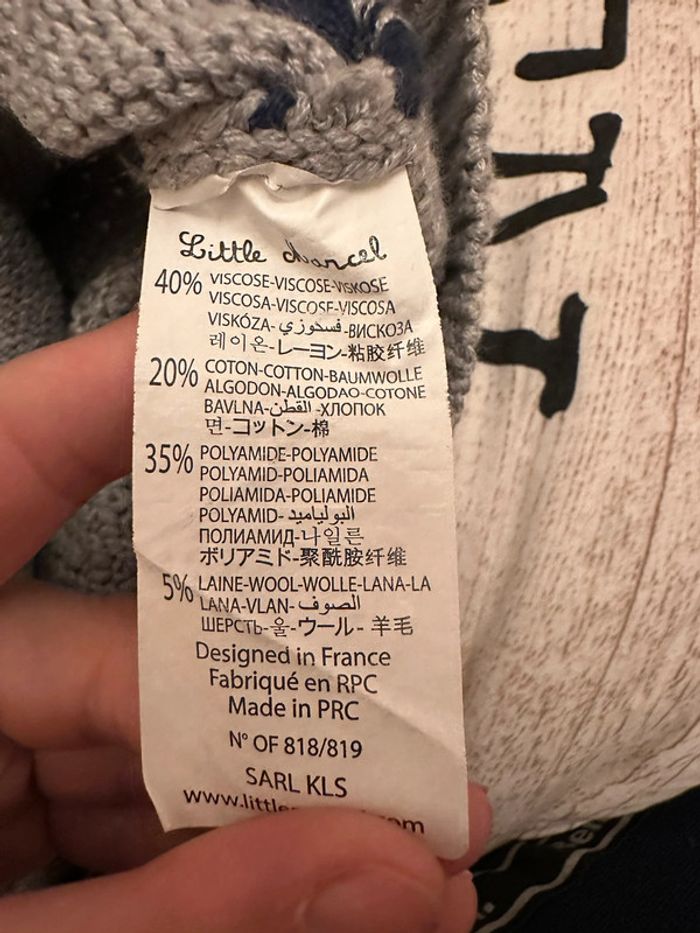 Little Marcel
40% VISCOSE-VISCOSE-VISKOSE
VISCOSA-VISCOSE-VISCOSA
VISKÓZA-فسكوزي-ВИСКОЗА
레이온-レーヨン-粘胶纤维
20% COTON-COTTON-BAUMWOLLE
ALGODON-ALGODAO-COTONE
BAVLNA-القطن-ХЛОПОК
면-コットン-棉
35% POLYAMIDE-POLYAMIDE
POLYAMID-POLIAMIDA
POLIAMIDA-POLIAMIDE
POLYAMID-البولياميد
ПОЛИАМИД-나일론
ボリアミド-聚酰胺纤维
5% LAINE-WOOL-WOLLE-LANA-LA
LANA-VLAN-الصوف
ШЕРСТЬ-울-ウール- 羊毛
Designed in France
Fabriqué en RPC
Made in PRC
N° OF 818/819
SARL KLS